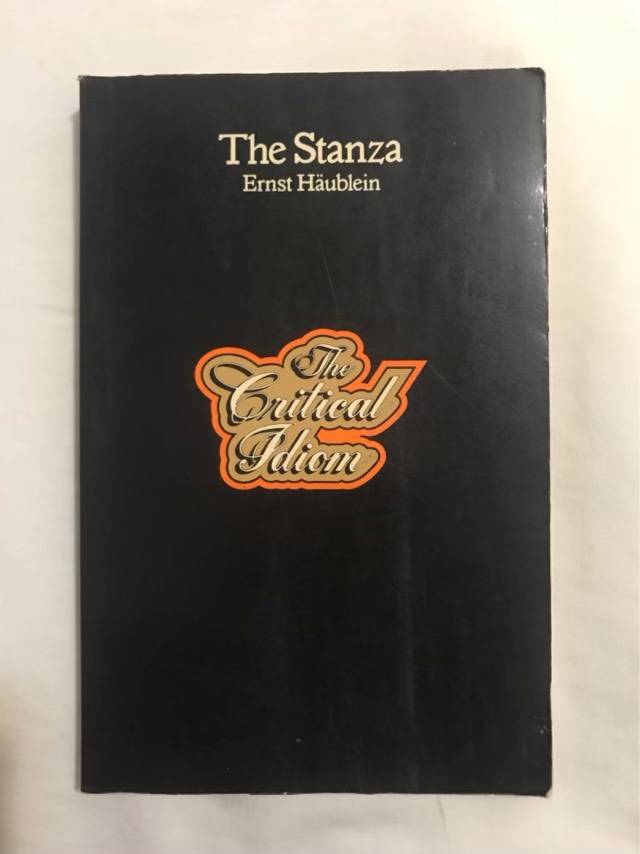 The Stanza
Ernst Häublein
The
Critical
Idiom